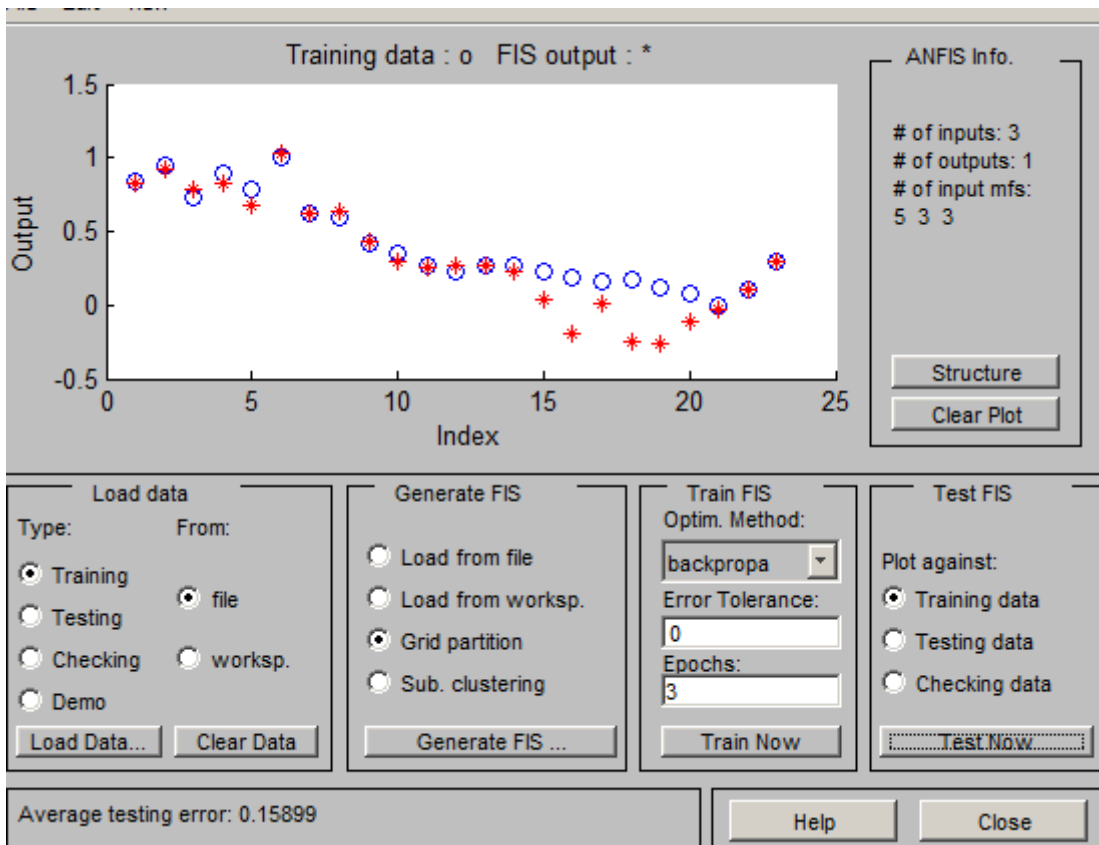 Training data : o   FIS output : *
1.5
1
0.5
0
-0.5
Output
0 5 10 15 20 25
Index
ANFIS Info.
# of inputs: 3
# of outputs: 1
# of input mfs:
5 3 3
Structure
Clear Plot
Load data
Type:
From:
Training
Testing
Checking
Demo
file
worksp.
Load Data...
Clear Data
Generate FIS
Load from file
Load from worksp.
Grid partition
Sub. clustering
Generate FIS ...
Train FIS
Optim. Method:
backpropa
Error Tolerance:
0
Epochs:
3
Train Now
Test FIS
Plot against:
Training data
Testing data
Checking data
Test Now
Average testing error: 0.15899
Help
Close